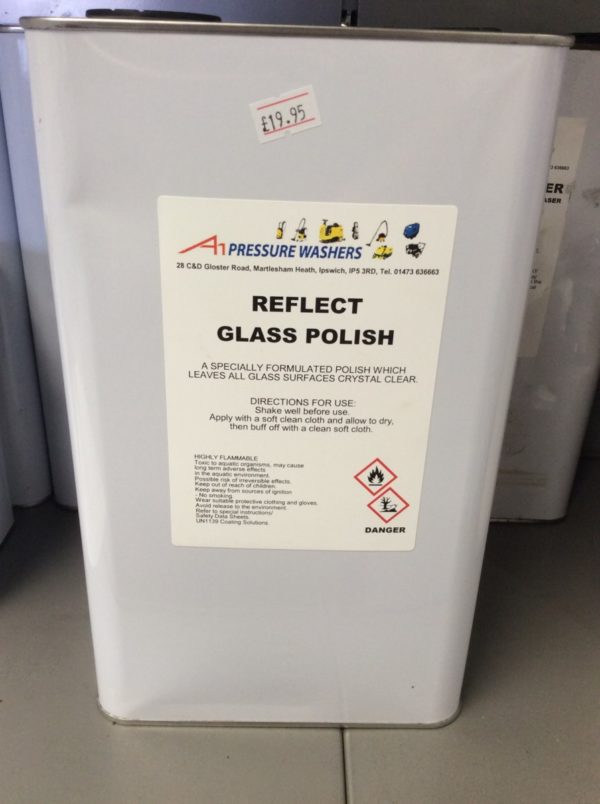 £19.95
A1 PRESSURE WASHERS
28 C&D Gloster Road, Martlesham Heath, Ipswich, IP5 3RD, Tel. 01473 636663
REFLECT
GLASS POLISH
A SPECIALLY FORMULATED POLISH WHICH
LEAVES ALL GLASS SURFACES CRYSTAL CLEAR.
DIRECTIONS FOR USE:
Shake well before use.
Apply with a soft clean cloth and allow to dry,
then buff off with a clean soft cloth.
HIGHLY FLAMMABLE
Toxic to aquatic organisms, may cause
long term adverse effects
in the aquatic environment.
Possible risk of irreversible effects.
Keep out of reach of children.
Keep away from sources of ignition
- No smoking.
Wear suitable protective clothing and gloves.
Avoid release to the environment.
Refer to special instructions/
Safety Data Sheets.
UN1139 Coating Solutions
DANGER
3 636663
ER
ASER